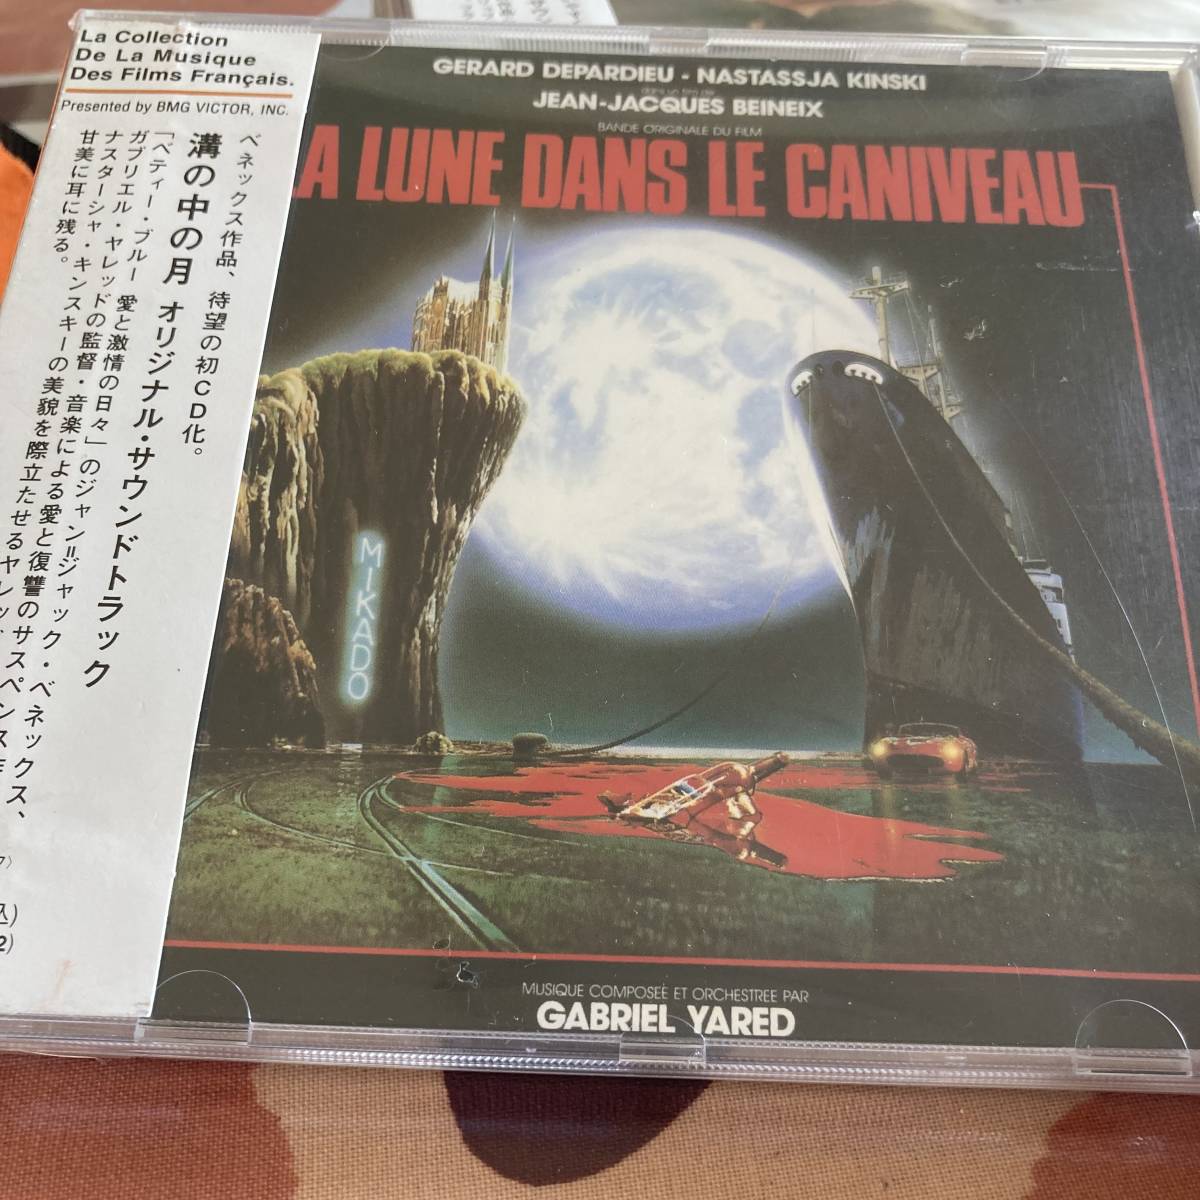 La Collection
De La Musique
Des Films Français.
Presented by BMG VICTOR, INC.
ベネックス作品、待望の初CD化。
溝の中の月 オリジナル・サウンドトラック
「ベティー・ブルー 愛と激情の日々」のジャン=ジャック・ベネックス、
ガブリエル・ヤレッドの監督・音楽による愛と復讐のサスペンス
ナスターシャ・キンスキーの美貌を際立たせるヤレッド
甘美に耳に残る。
込)
2)
GERARD DEPARDIEU - NASTASSJA KINSKI
dans un film de
JEAN-JACQUES BEINEIX
BANDE ORIGINALE DU FILM
A LUNE DANS LE CANIVEAU
MIKADO
MUSIQUE COMPOSEE ET ORCHESTREE PAR
GABRIEL YARED